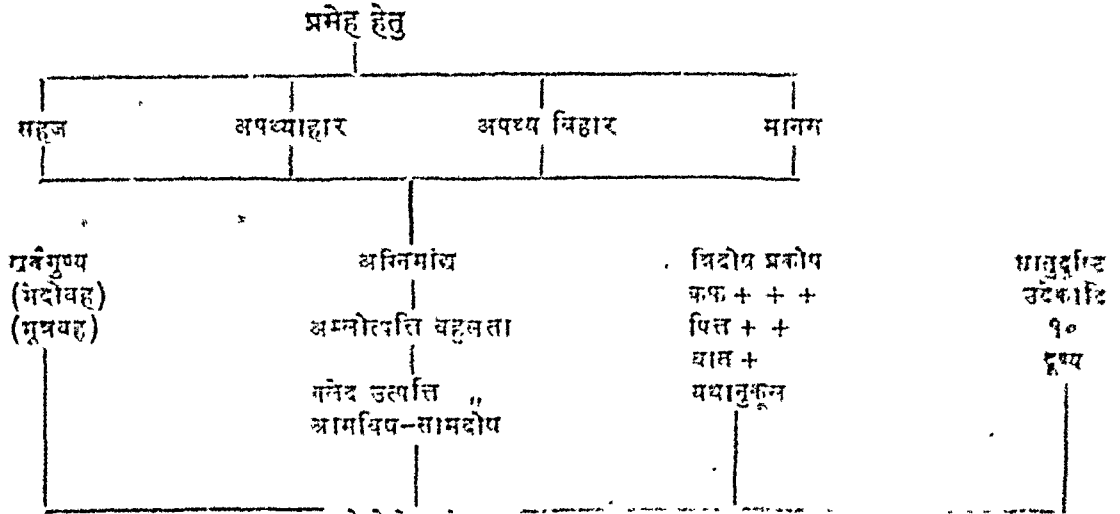 प्रमेह हेतु
सहज अपथ्याहार अपथ्य विहार मानस
खवैगुण्य अग्निमांद्य त्रिदोष प्रकोप धातुदुष्टि
(मेदोवह) कफ + + + उदकादि
(मूत्रवह) अम्लोत्पत्ति बहुलता पित्त + + १०
वात + दूष्य
क्लेद उत्पत्ति „ यथानुकूल
आमविष-सामदोष